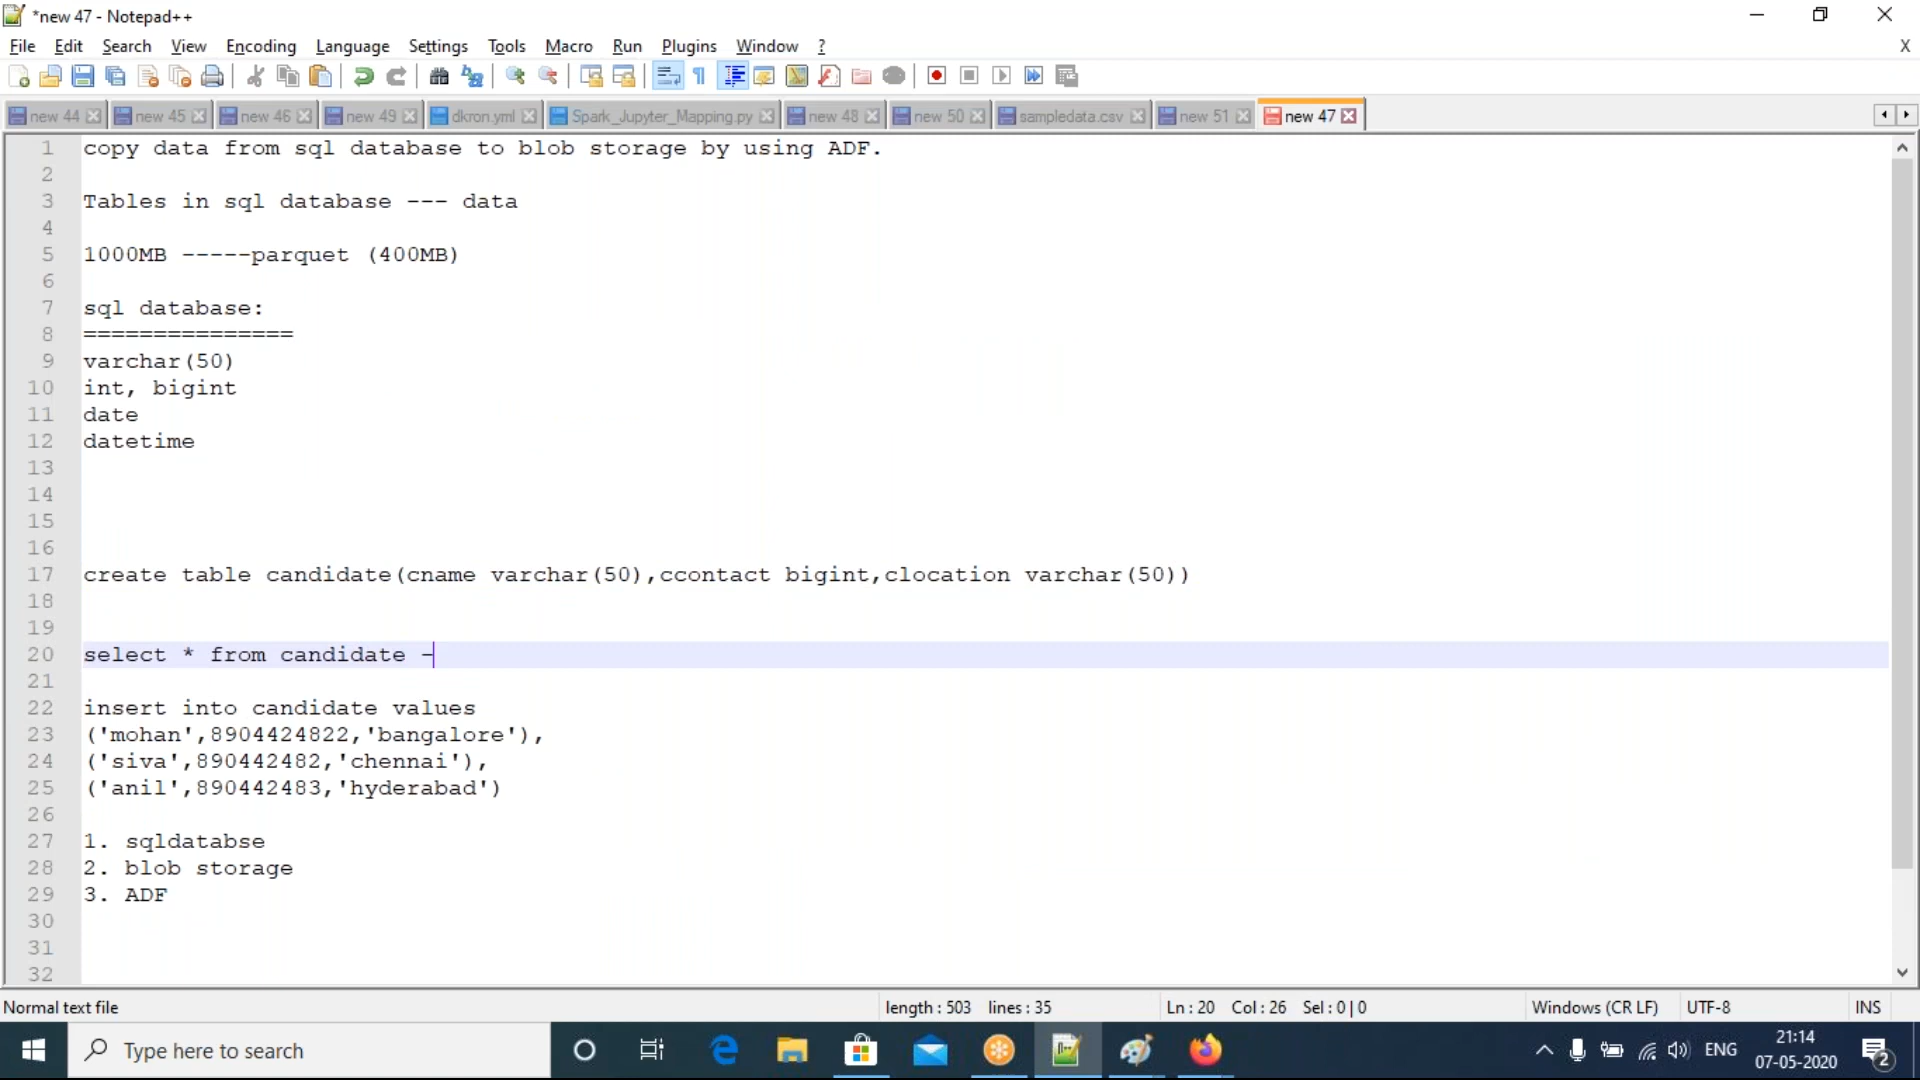 *new 47 - Notepad++
File Edit Search View Encoding Language Settings Tools Macro Run Plugins Window ? X
new 44 new 45 new 46 new 49 dkron.yml Spark_Jupyter_Mapping.py new 48 new 50 sampledata.csv new 51 new 47
1 copy data from sql database to blob storage by using ADF.
2
3 Tables in sql database --- data
4
5 1000MB -----parquet (400MB)
6
7 sql database:
8 ===============
9 varchar(50)
10 int, bigint
11 date
12 datetime
13
14
15
16
17 create table candidate(cname varchar(50),ccontact bigint,clocation varchar(50))
18
19
20 select * from candidate -
21
22 insert into candidate values
23 ('mohan',8904424822,'bangalore'),
24 ('siva',890442482,'chennai'),
25 ('anil',890442483,'hyderabad')
26
27 1. sqldatabse
28 2. blob storage
29 3. ADF
30
31
32
Normal text file length : 503 lines : 35 Ln : 20 Col : 26 Sel : 0 | 0 Windows (CR LF) UTF-8 INS
Type here to search ENG 21:14
07-05-2020 2